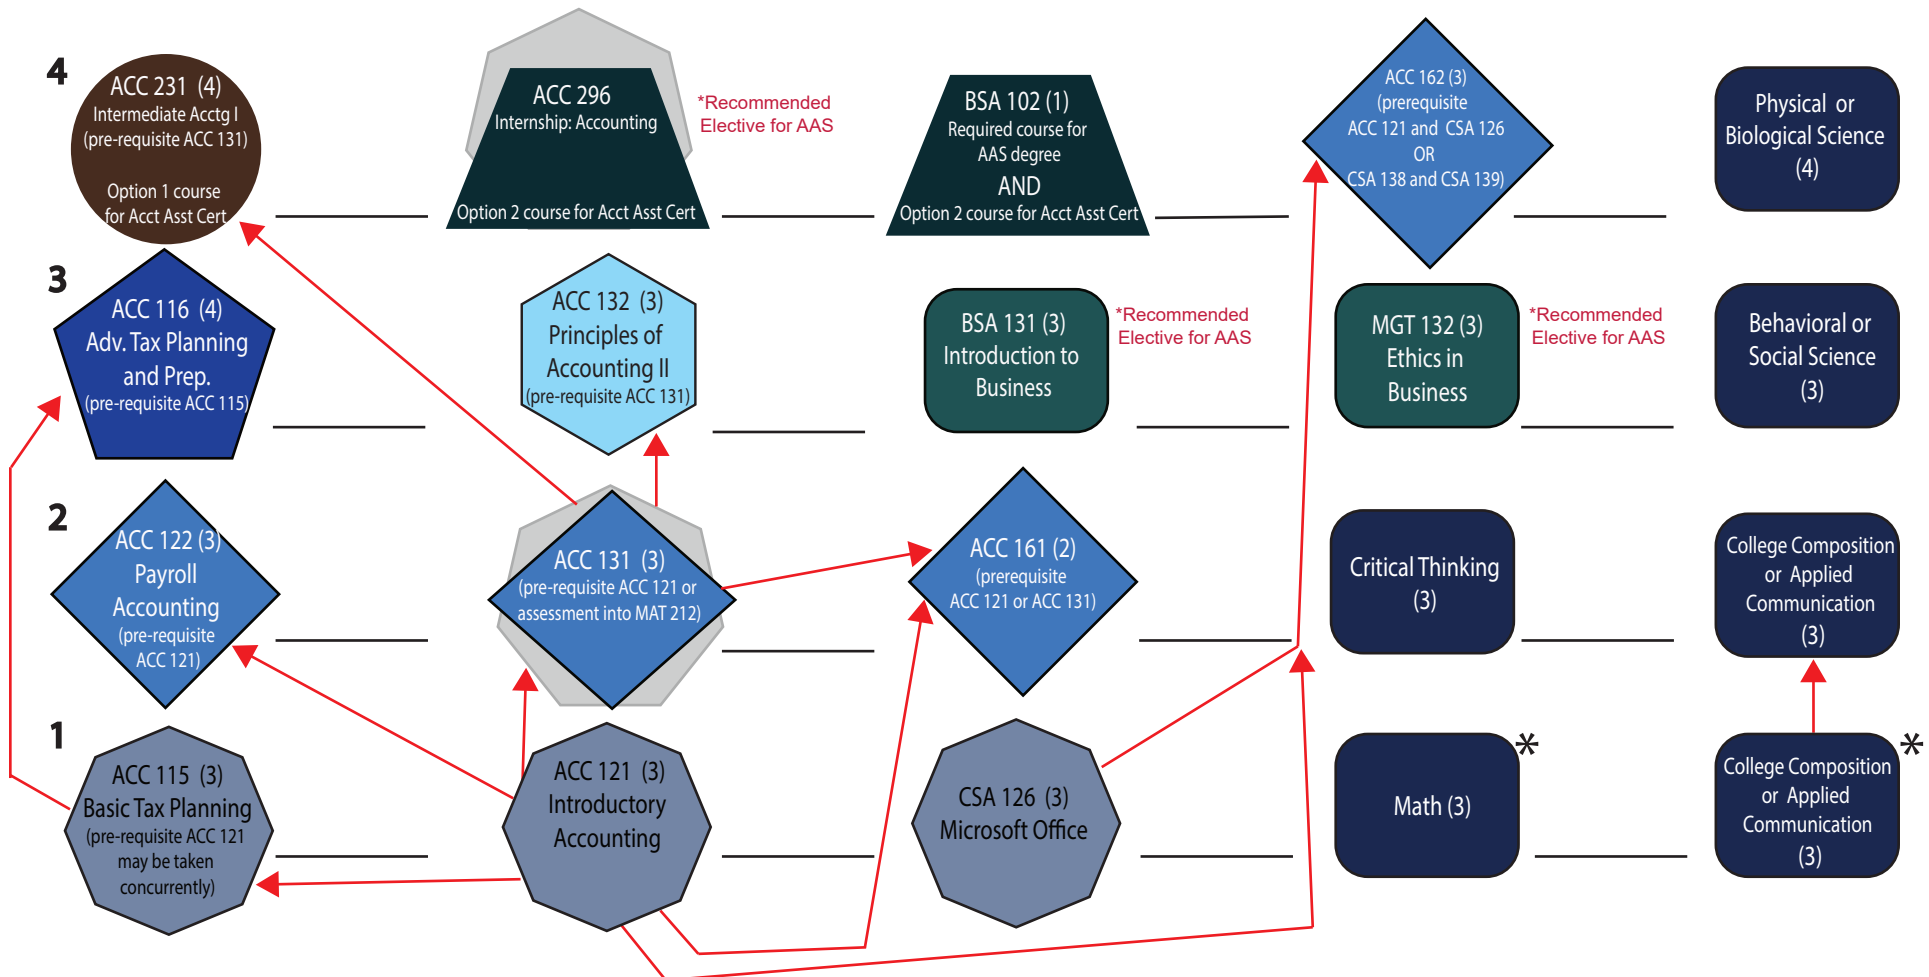 4
ACC 231 (4)
Intermediate Acctg I
(pre-requisite ACC 131)
Option 1 course
for Acct Asst Cert
ACC 296
Internship: Accounting
Option 2 course for Acct Asst Cert
*Recommended
Elective for AAS
BSA 102 (1)
Required course for
AAS degree
AND
Option 2 course for Acct Asst Cert
ACC 162 (3)
(prerequisite
ACC 121 and CSA 126
OR
CSA 138 and CSA 139)
Physical or
Biological Science
(4)
3
ACC 116 (4)
Adv. Tax Planning
and Prep.
(pre-requisite ACC 115)
ACC 132 (3)
Principles of
Accounting II
(pre-requisite ACC 131)
BSA 131 (3)
Introduction to
Business
*Recommended
Elective for AAS
MGT 132 (3)
Ethics in
Business
*Recommended
Elective for AAS
Behavioral or
Social Science
(3)
2
ACC 122 (3)
Payroll
Accounting
(pre-requisite
ACC 121)
ACC 131 (3)
(pre-requisite ACC 121 or
assessment into MAT 212)
ACC 161 (2)
(prerequisite
ACC 121 or ACC 131)
Critical Thinking
(3)
College Composition
or Applied
Communication
(3)
1
ACC 115 (3)
Basic Tax Planning
(pre-requisite ACC 121
may be taken
concurrently)
ACC 121 (3)
Introductory
Accounting
CSA 126 (3)
Microsoft Office
Math (3)
*
College Composition
or Applied
Communication
(3)
*